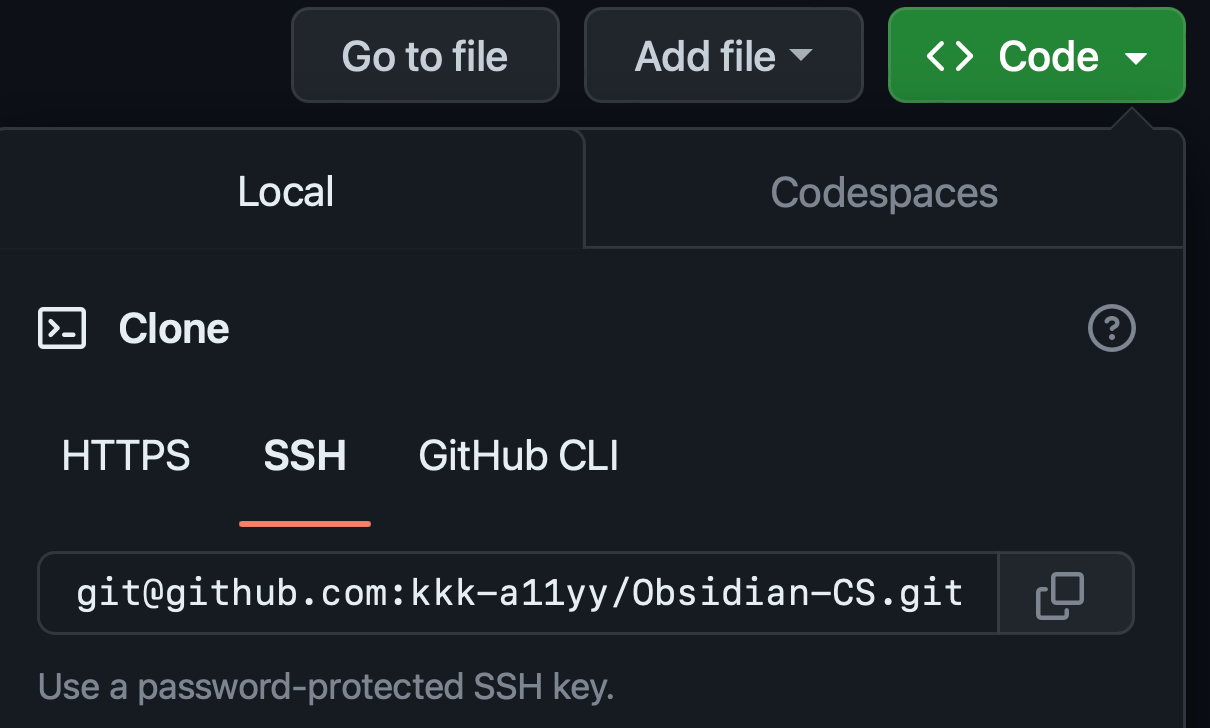 Go to file Add file <> Code
Local Codespaces
Clone
HTTPS SSH GitHub CLI
git@github.com:kkk-a11yy/Obsidian-CS.git
Use a password-protected SSH key.